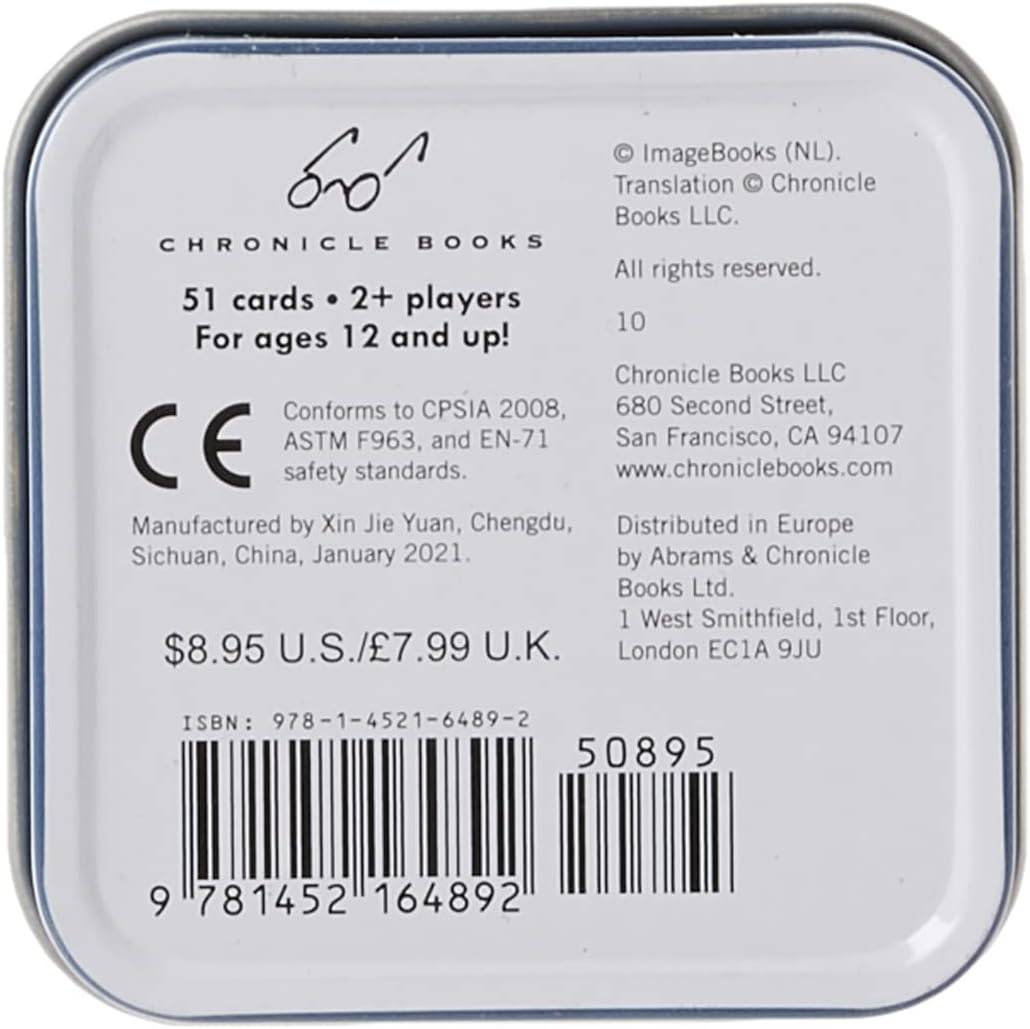 CHRONICLE BOOKS
51 cards • 2+ players
For ages 12 and up!
CE
Conforms to CPSIA 2008,
ASTM F963, and EN-71
safety standards.
Manufactured by Xin Jie Yuan, Chengdu,
Sichuan, China, January 2021.
$8.95 U.S./£7.99 U.K.
ISBN: 978-1-4521-6489-2
50895
9 781452 164892
© ImageBooks (NL).
Translation © Chronicle
Books LLC.
All rights reserved.
10
Chronicle Books LLC
680 Second Street,
San Francisco, CA 94107
www.chroniclebooks.com
Distributed in Europe
by Abrams & Chronicle
Books Ltd.
1 West Smithfield, 1st Floor,
London EC1A 9JU